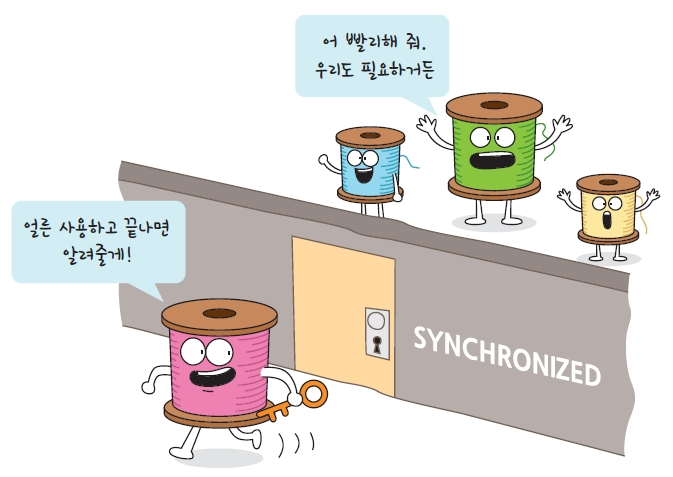 어 빨리해 줘.
우리도 필요하거든
얼른 사용하고 끝나면
알려줄게!
SYNCHRONIZED